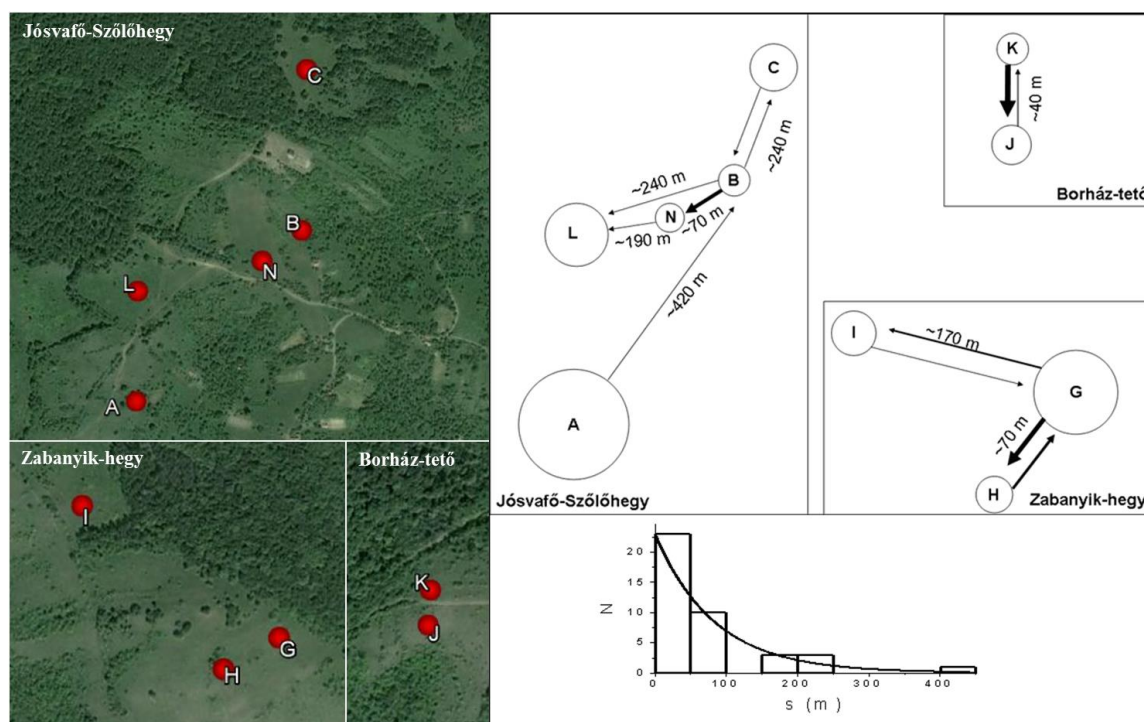 Jósvafő-Szőlőhegy
C
B
N
L
A
Zabanyik-hegy
I
G
H
Borház-tető
K
J
C
~240 m
B
~240 m
N
~70 m
L
~190 m
~420 m
A
Jósvafő-Szőlőhegy
K
~40 m
J
Borház-tető
I
~170 m
G
~70 m
H
Zabanyik-hegy
20
15
10
5
0
N
0 100 200 300 400
s (m)